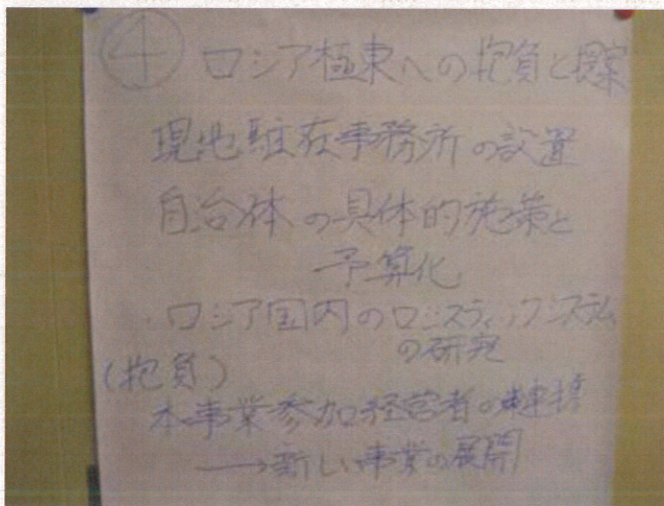 ④ ロシア極東への抱負と提案
現地駐在事務所の設置
自治体の具体的施策と
予算化
・ロシア国内のロジスティックシステム
の研究
(抱負)
本事業参加経営者の連携
→新しい事業の展開